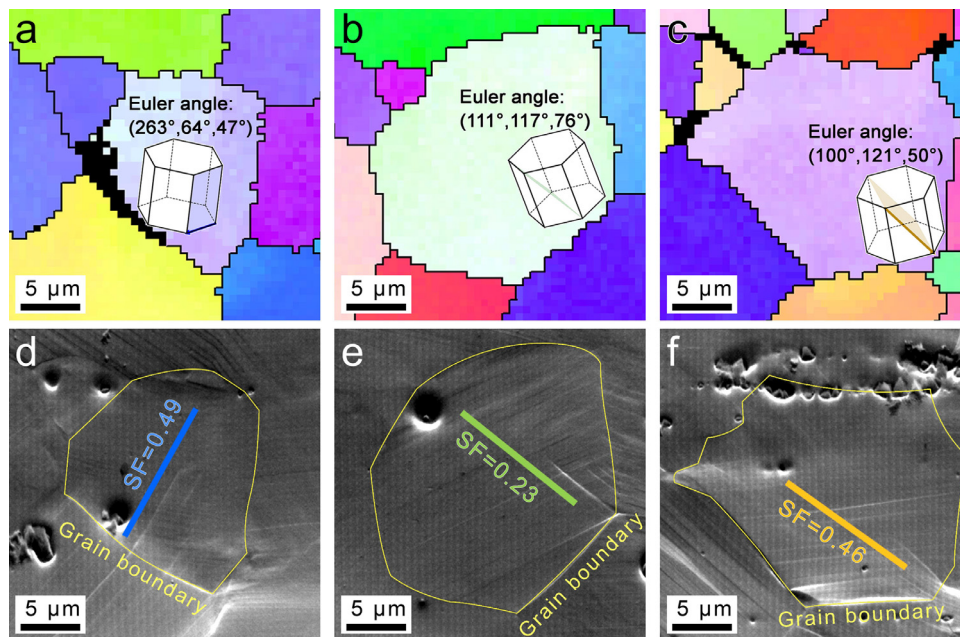 a
Euler angle:
(263°,64°,47°)
5 µm
b
Euler angle:
(111°,117°,76°)
5 µm
c
Euler angle:
(100°,121°,50°)
5 µm
d
SF=0.49
Grain boundary
5 µm
e
SF=0.23
Grain boundary
5 µm
f
SF=0.46
Grain boundary
5 µm